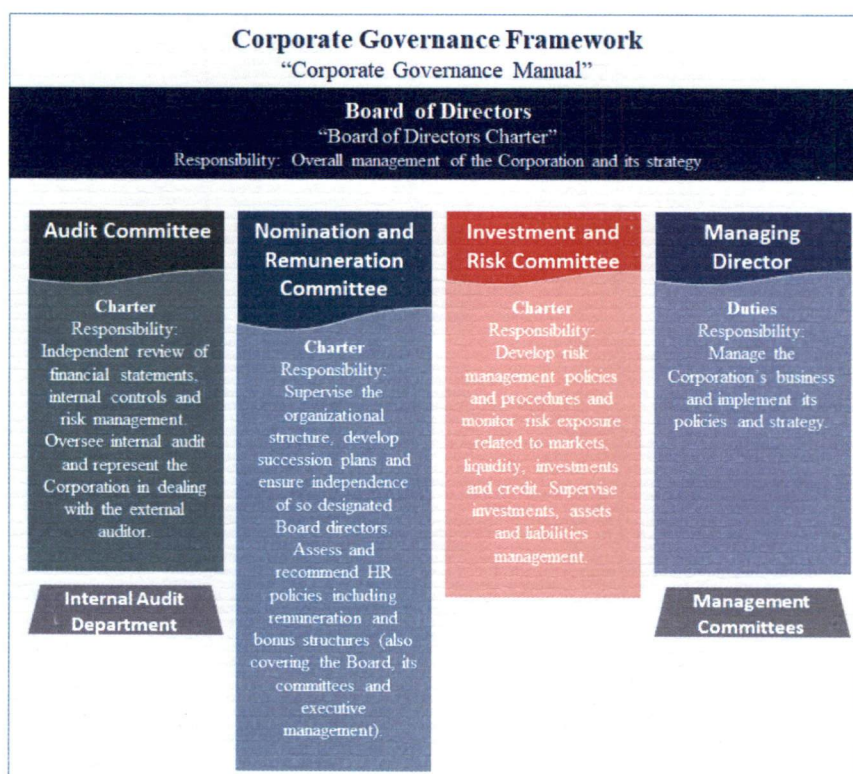 Corporate Governance Framework
“Corporate Governance Manual”
Board of Directors
“Board of Directors Charter”
Responsibility: Overall management of the Corporation and its strategy
Audit Committee
Charter
Responsibility:
Independent review of
financial statements,
internal controls and
risk management.
Oversee internal audit
and represent the
Corporation in dealing
with the external
auditor.
Internal Audit
Department
Nomination and
Remuneration
Committee
Charter
Responsibility:
Supervise the
organizational
structure, develop
succession plans and
ensure independence
of so designated
Board directors.
Assess and
recommend HR
policies including
remuneration and
bonus structures (also
covering the Board, its
committees and
executive
management).
Investment and
Risk Committee
Charter
Responsibility:
Develop risk
management policies
and procedures and
monitor risk exposure
related to markets,
liquidity, investments
and credit. Supervise
investments, assets
and liabilities
management.
Managing
Director
Duties
Responsibility:
Manage the
Corporation's business
and implement its
policies and strategy.
Management
Committees